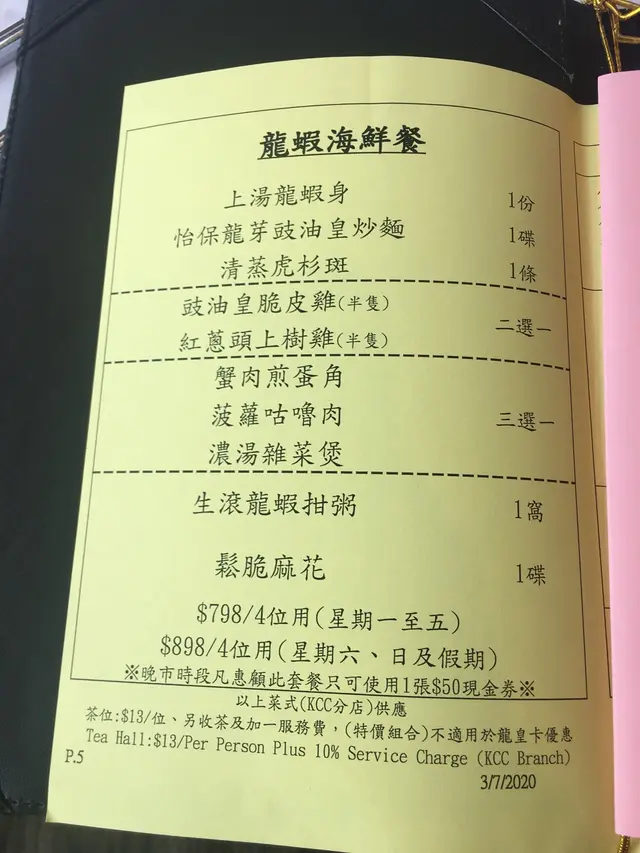 龍蝦海鮮餐
上湯龍蝦身 1份
怡保龍芽豉油皇炒麵 1碟
清蒸虎杉斑 1條
豉油皇脆皮雞(半隻)
二選一
紅蔥頭上樹雞(半隻)
蟹肉煎蛋角
菠蘿咕嚕肉 三選一
濃湯雜菜煲
生滾龍蝦拑粥 1窩
鬆脆麻花 1碟
$798/4位用(星期一至五)
$898/4位用(星期六、日及假期)
※晚市時段凡惠顧此套餐只可使用1張$50現金券※
以上菜式(KCC分店)供應
茶位:$13/位、另收茶及加一服務費，(特價組合)不適用於龍皇卡優惠
Tea Hall:$13/Per Person Plus 10% Service Charge (KCC Branch)
P.5
3/7/2020